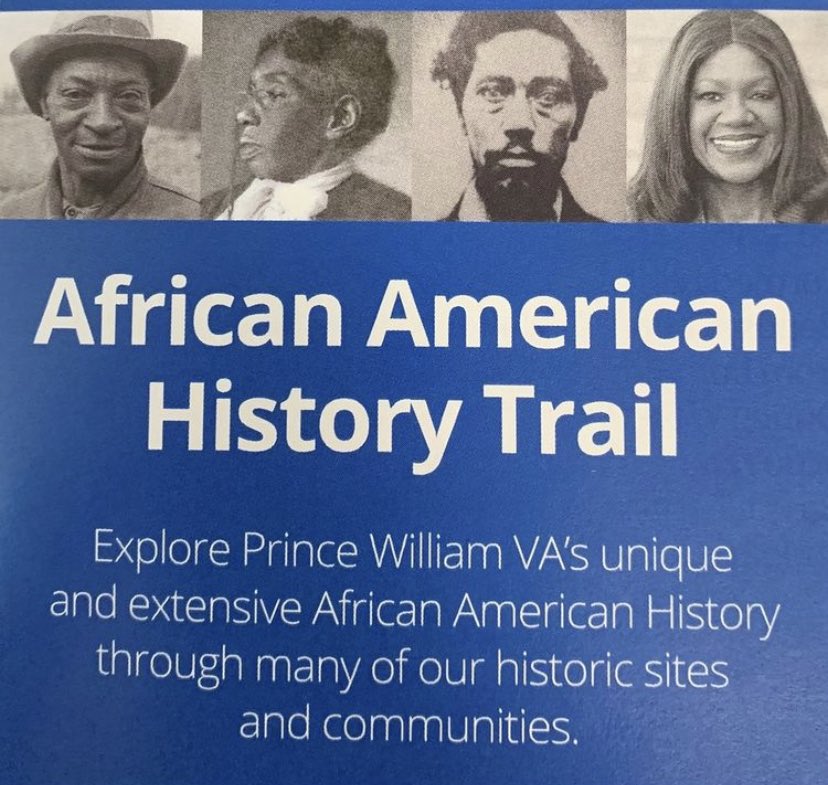 African American
History Trail
Explore Prince William VA's unique
and extensive African American History
through many of our historic sites
and communities.